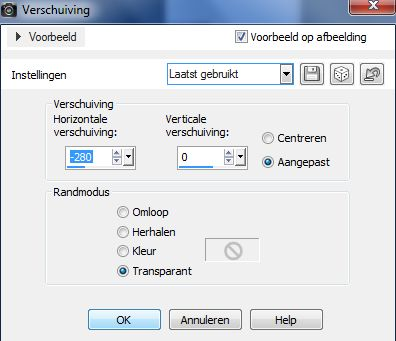 Verschuiving
Voorbeeld
Voorbeeld op afbeelding
Instellingen
Laatst gebruikt
Verschuiving
Horizontale verschuiving:
Verticale verschuiving:
-280
0
Centreren
Aangepast
Randmodus
Omloop
Herhalen
Kleur
Transparant
OK
Annuleren
Help